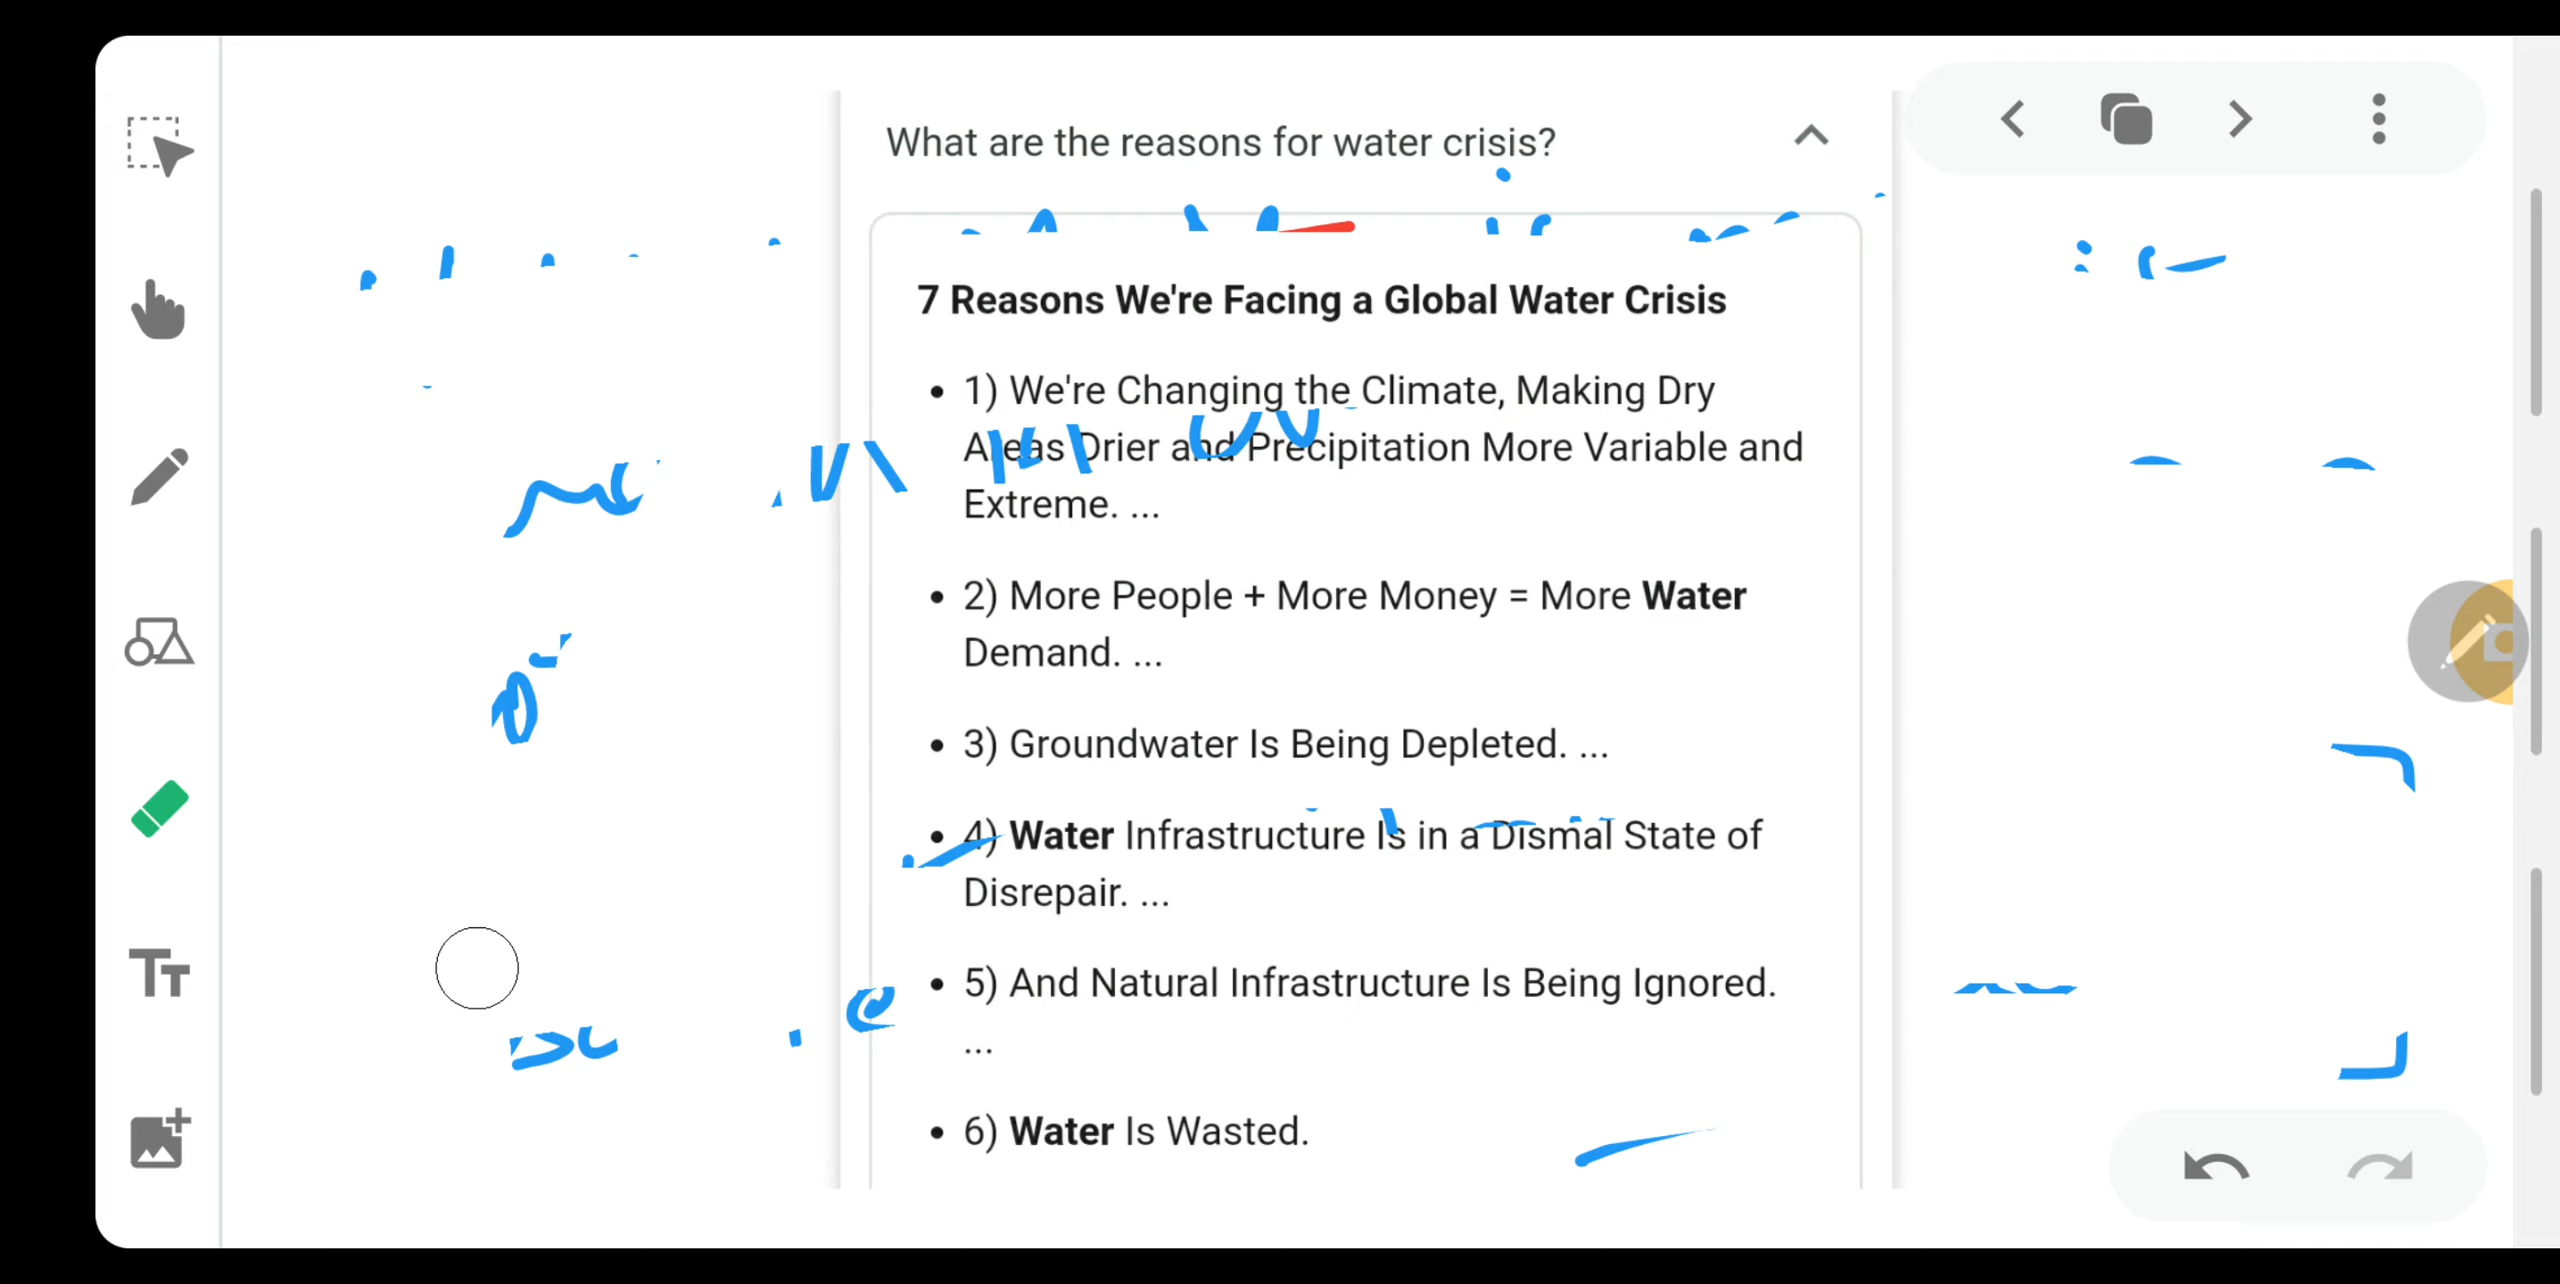 What are the reasons for water crisis?
7 Reasons We're Facing a Global Water Crisis
• 1) We're Changing the Climate, Making Dry
Areas Drier and Precipitation More Variable and
Extreme. ...
• 2) More People + More Money = More Water
Demand. ...
• 3) Groundwater Is Being Depleted. ...
• 4) Water Infrastructure Is in a Dismal State of
Disrepair. ...
• 5) And Natural Infrastructure Is Being Ignored.
...
• 6) Water Is Wasted.
Tт